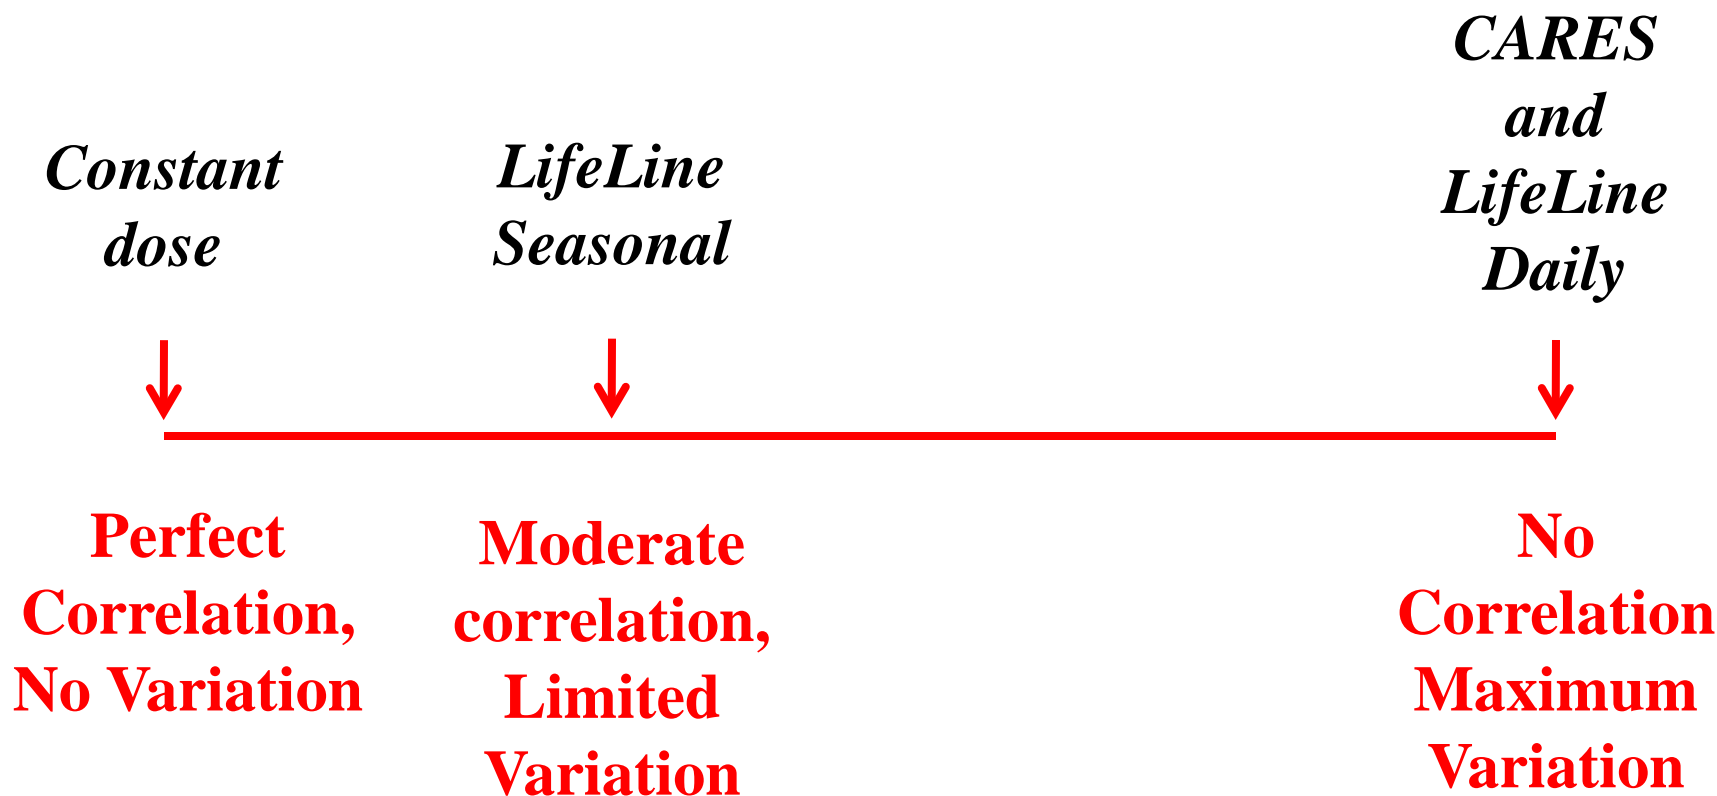 Constant
dose
LifeLine
Seasonal
CARES
and
LifeLine
Daily
Perfect
Correlation,
No Variation
Moderate
correlation,
Limited
Variation
No
Correlation
Maximum
Variation